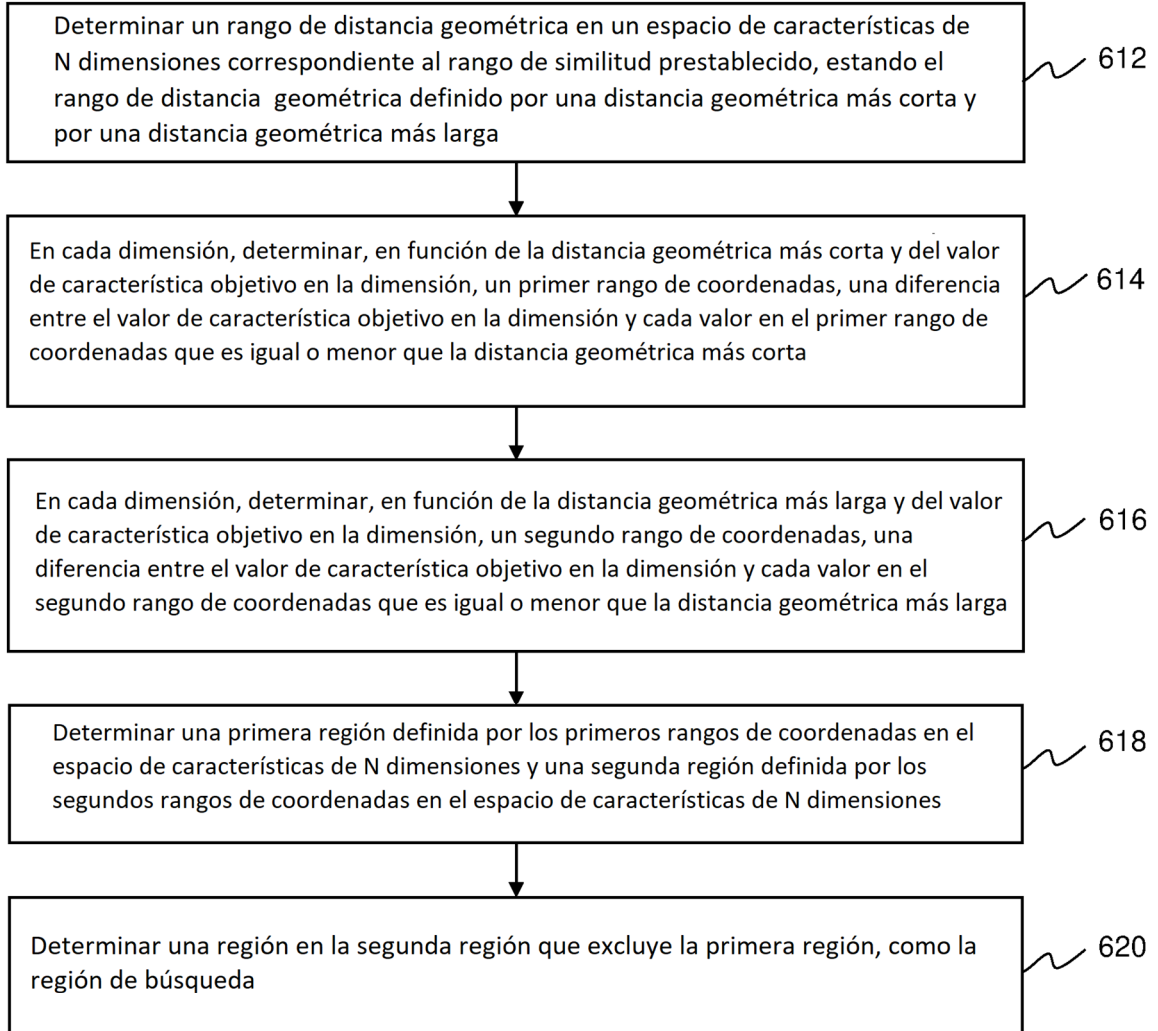 Determinar un rango de distancia geométrica en un espacio de características de
N dimensiones correspondiente al rango de similitud prestablecido, estando el
rango de distancia geométrica definido por una distancia geométrica más corta y
por una distancia geométrica más larga
612
En cada dimensión, determinar, en función de la distancia geométrica más corta y del valor
de característica objetivo en la dimensión, un primer rango de coordenadas, una diferencia
entre el valor de característica objetivo en la dimensión y cada valor en el primer rango de
coordenadas que es igual o menor que la distancia geométrica más corta
614
En cada dimensión, determinar, en función de la distancia geométrica más larga y del valor
de característica objetivo en la dimensión, un segundo rango de coordenadas, una
diferencia entre el valor de característica objetivo en la dimensión y cada valor en el
segundo rango de coordenadas que es igual o menor que la distancia geométrica más larga
616
Determinar una primera región definida por los primeros rangos de coordenadas en el
espacio de características de N dimensiones y una segunda región definida por los
segundos rangos de coordenadas en el espacio de características de N dimensiones
618
Determinar una región en la segunda región que excluye la primera región, como la
región de búsqueda
620